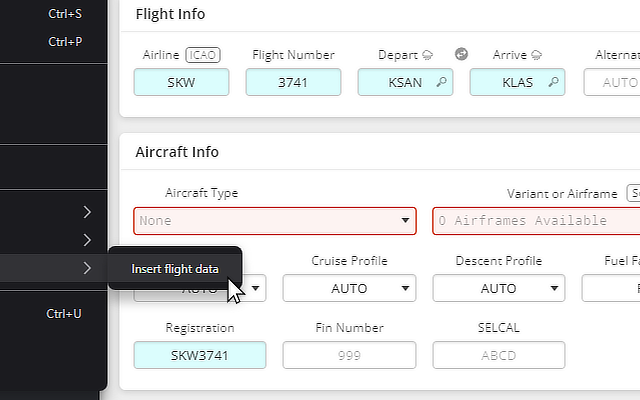 Ctrl+S
Ctrl+P
Ctrl+U
Insert flight data
Flight Info
Airline ICAO Flight Number Depart Arrive
SKW 3741 KSAN KLAS AUTO
Aircraft Info
Aircraft Type Variant or Airframe
None 0 Airframes Available
Cruise Profile Descent Profile Fuel
AUTO AUTO AUTO
Registration Fin Number SELCAL
SKW3741 999 ABCD